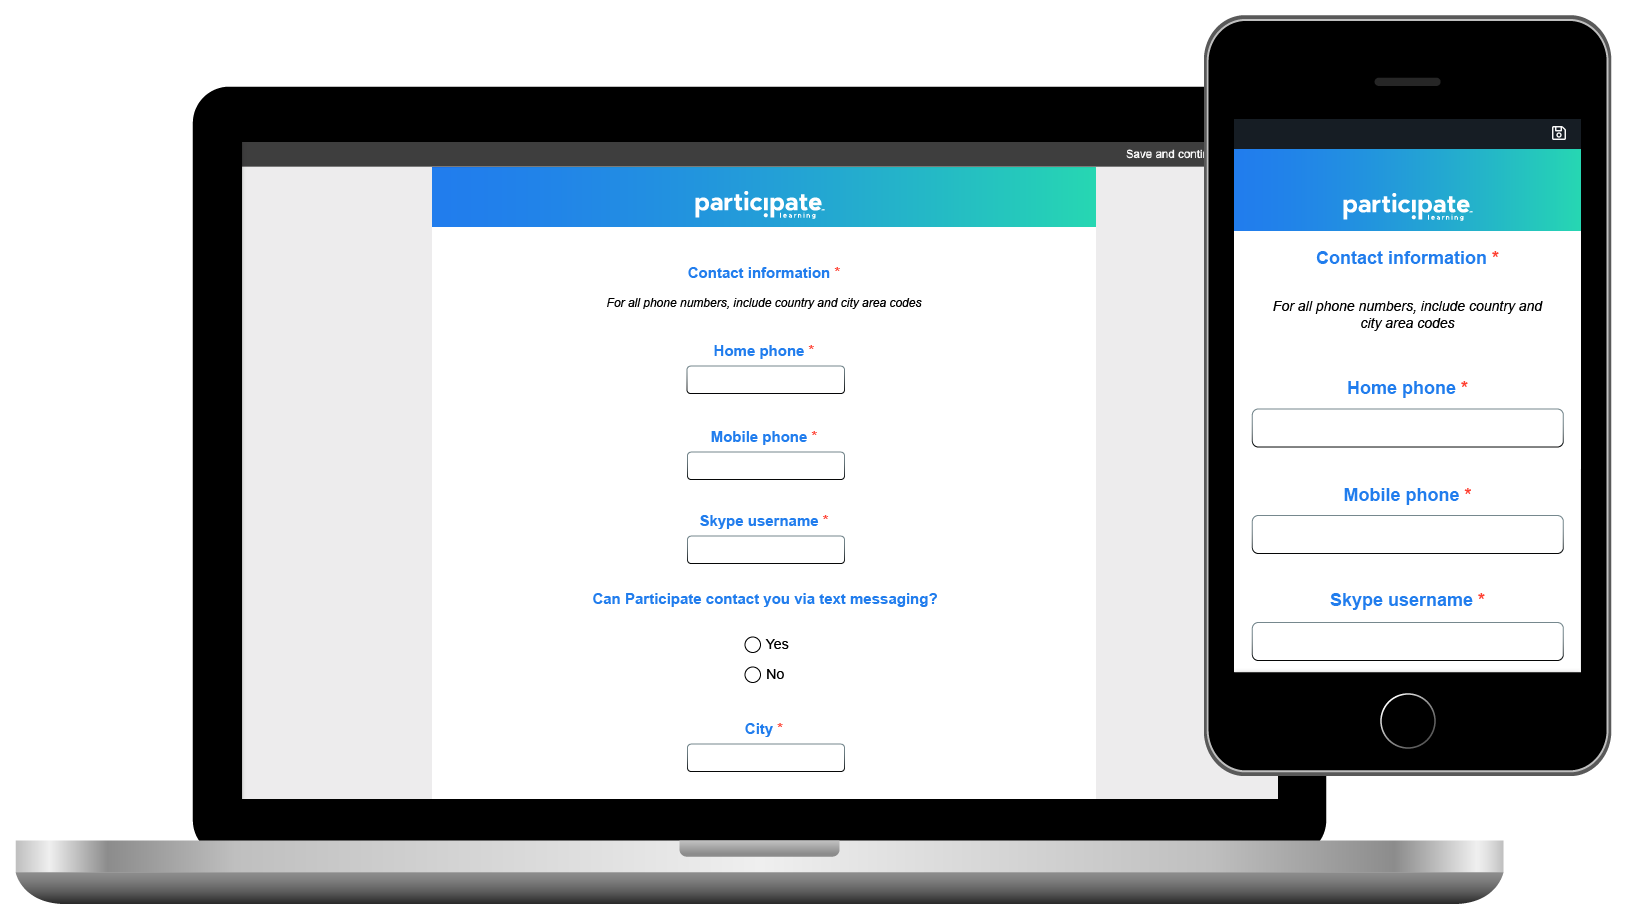 Save and conti
participate
learning
Contact information *
For all phone numbers, include country and city area codes
Home phone *
Mobile phone *
Skype username *
Can Participate contact you via text messaging?
Yes
No
City *
participate
learning
Contact information *
For all phone numbers, include country and
city area codes
Home phone *
Mobile phone *
Skype username *